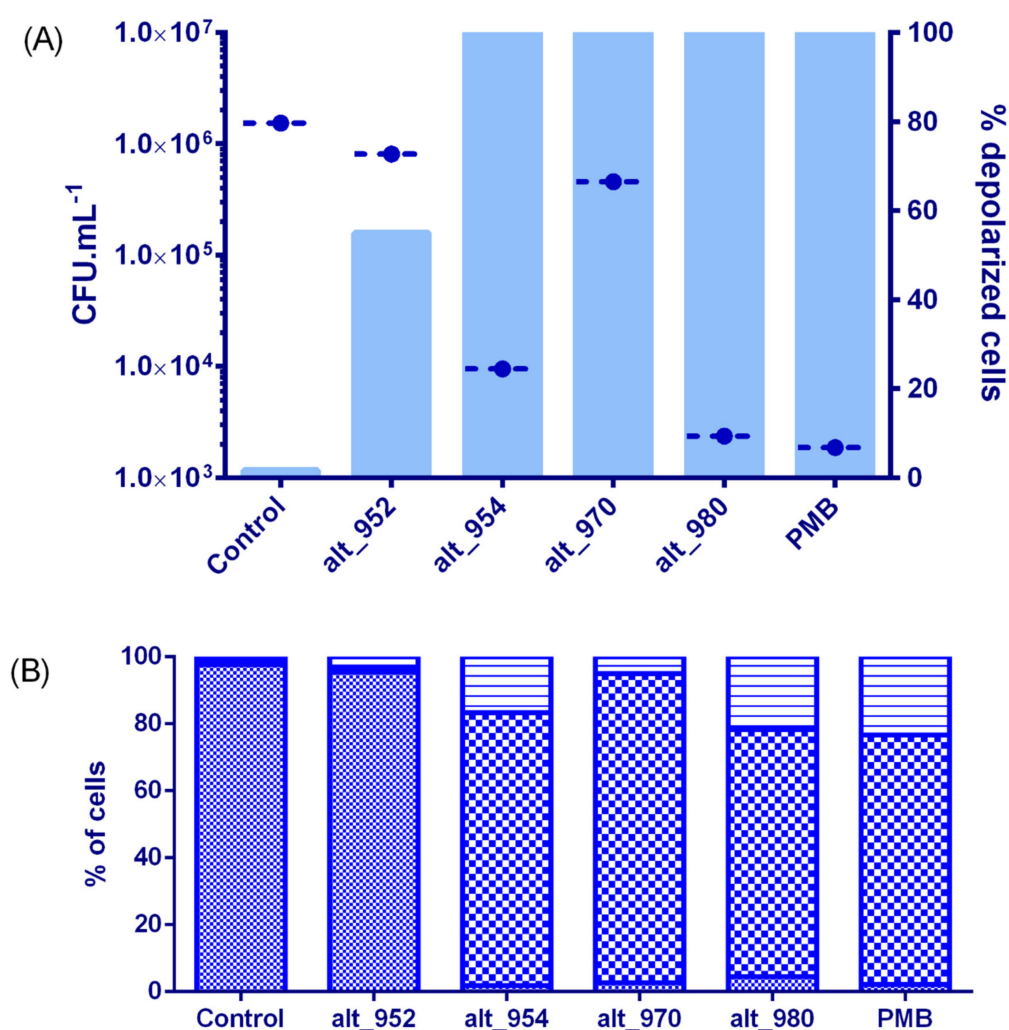 (A)
1.0×10⁷
1.0×10⁶
1.0×10⁵
1.0×10⁴
1.0×10³
CFU.mL⁻¹
100
80
60
40
20
0
% depolarized cells
Control
alt_952
alt_954
alt_970
alt_980
PMB
(B)
100
80
60
40
20
0
% of cells
Control
alt_952
alt_954
alt_970
alt_980
PMB